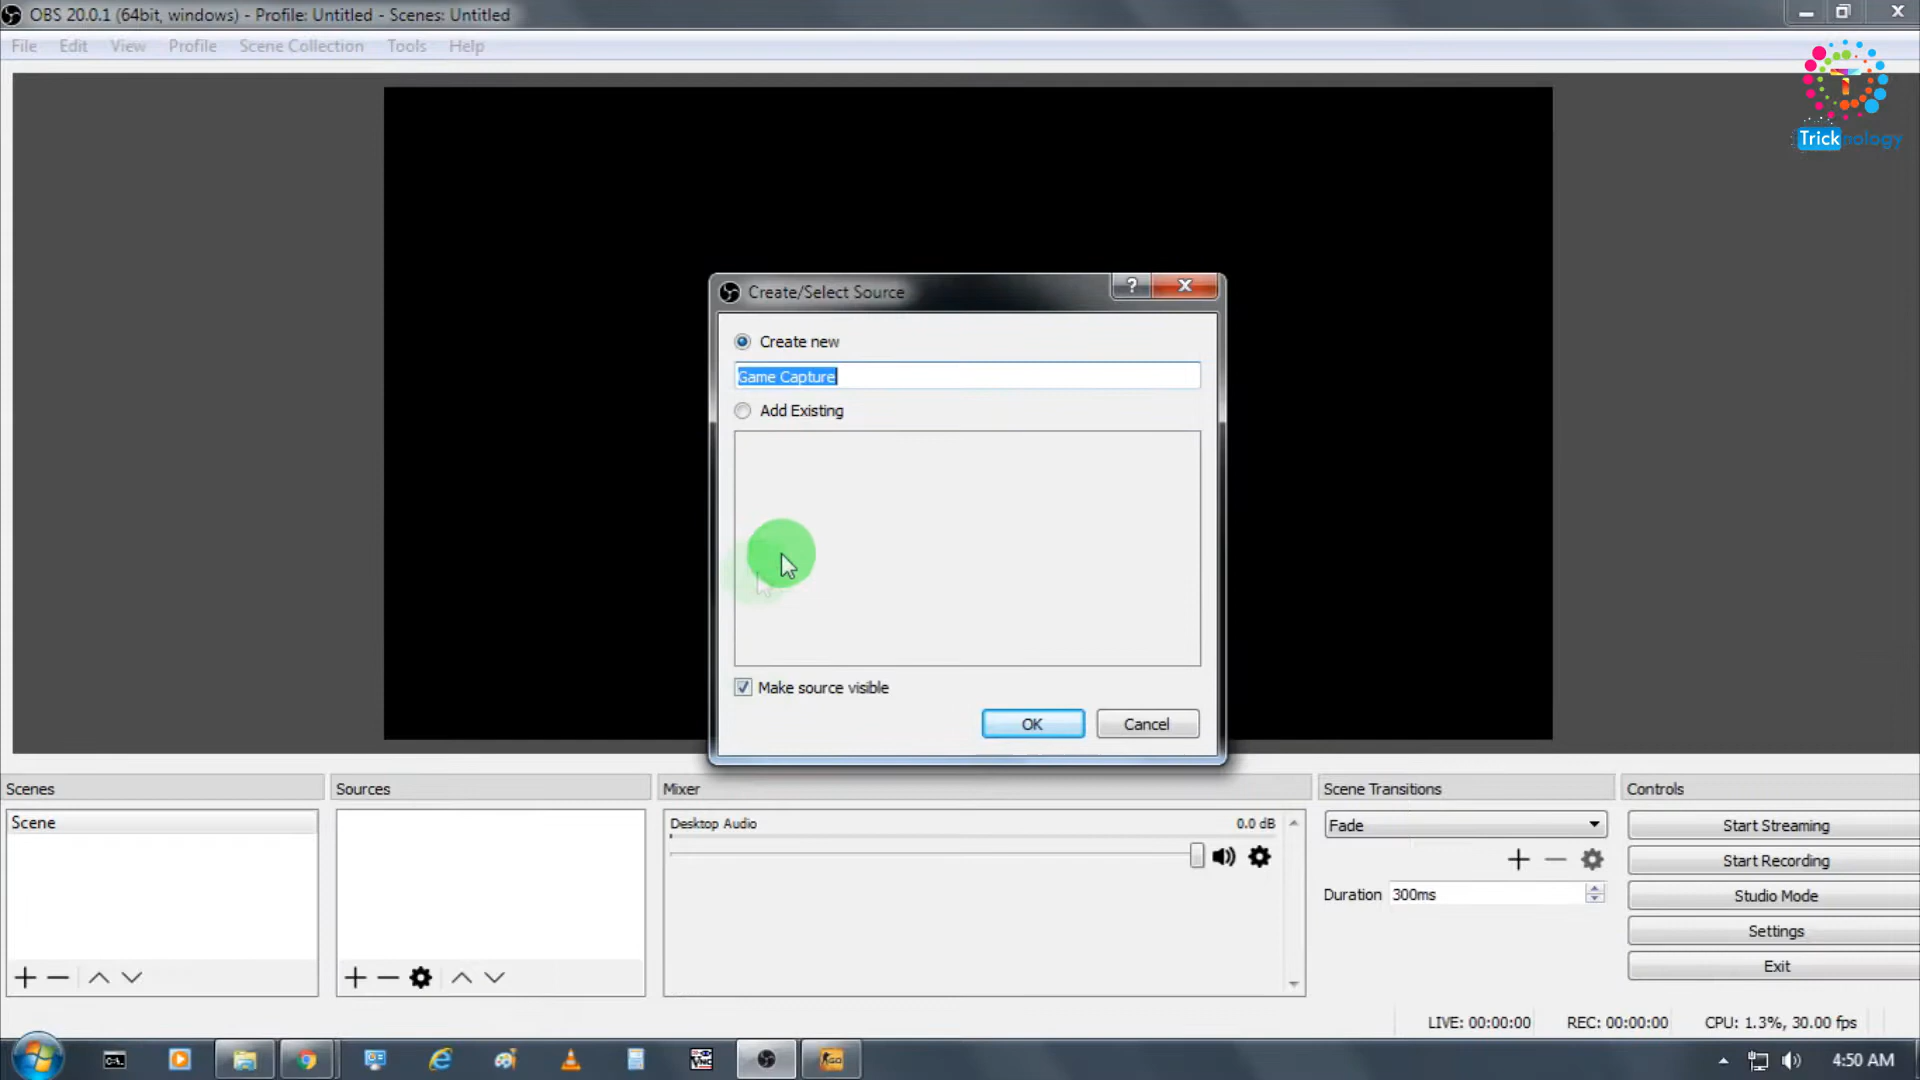 OBS 20.0.1 (64bit, windows) - Profile: Untitled - Scenes: Untitled
File Edit View Profile Scene Collection Tools Help
T
Tricknology
Create/Select Source
?
Create new
Game Capture
Add Existing
Make source visible
OK Cancel
Scenes
Scene
Sources
Mixer
Desktop Audio 0.0 dB
Scene Transitions
Fade
Duration 300ms
Controls
Start Streaming
Start Recording
Studio Mode
Settings
Exit
LIVE: 00:00:00 REC: 00:00:00 CPU: 1.3%, 30.00 fps
C:\. GO 4:50 AM